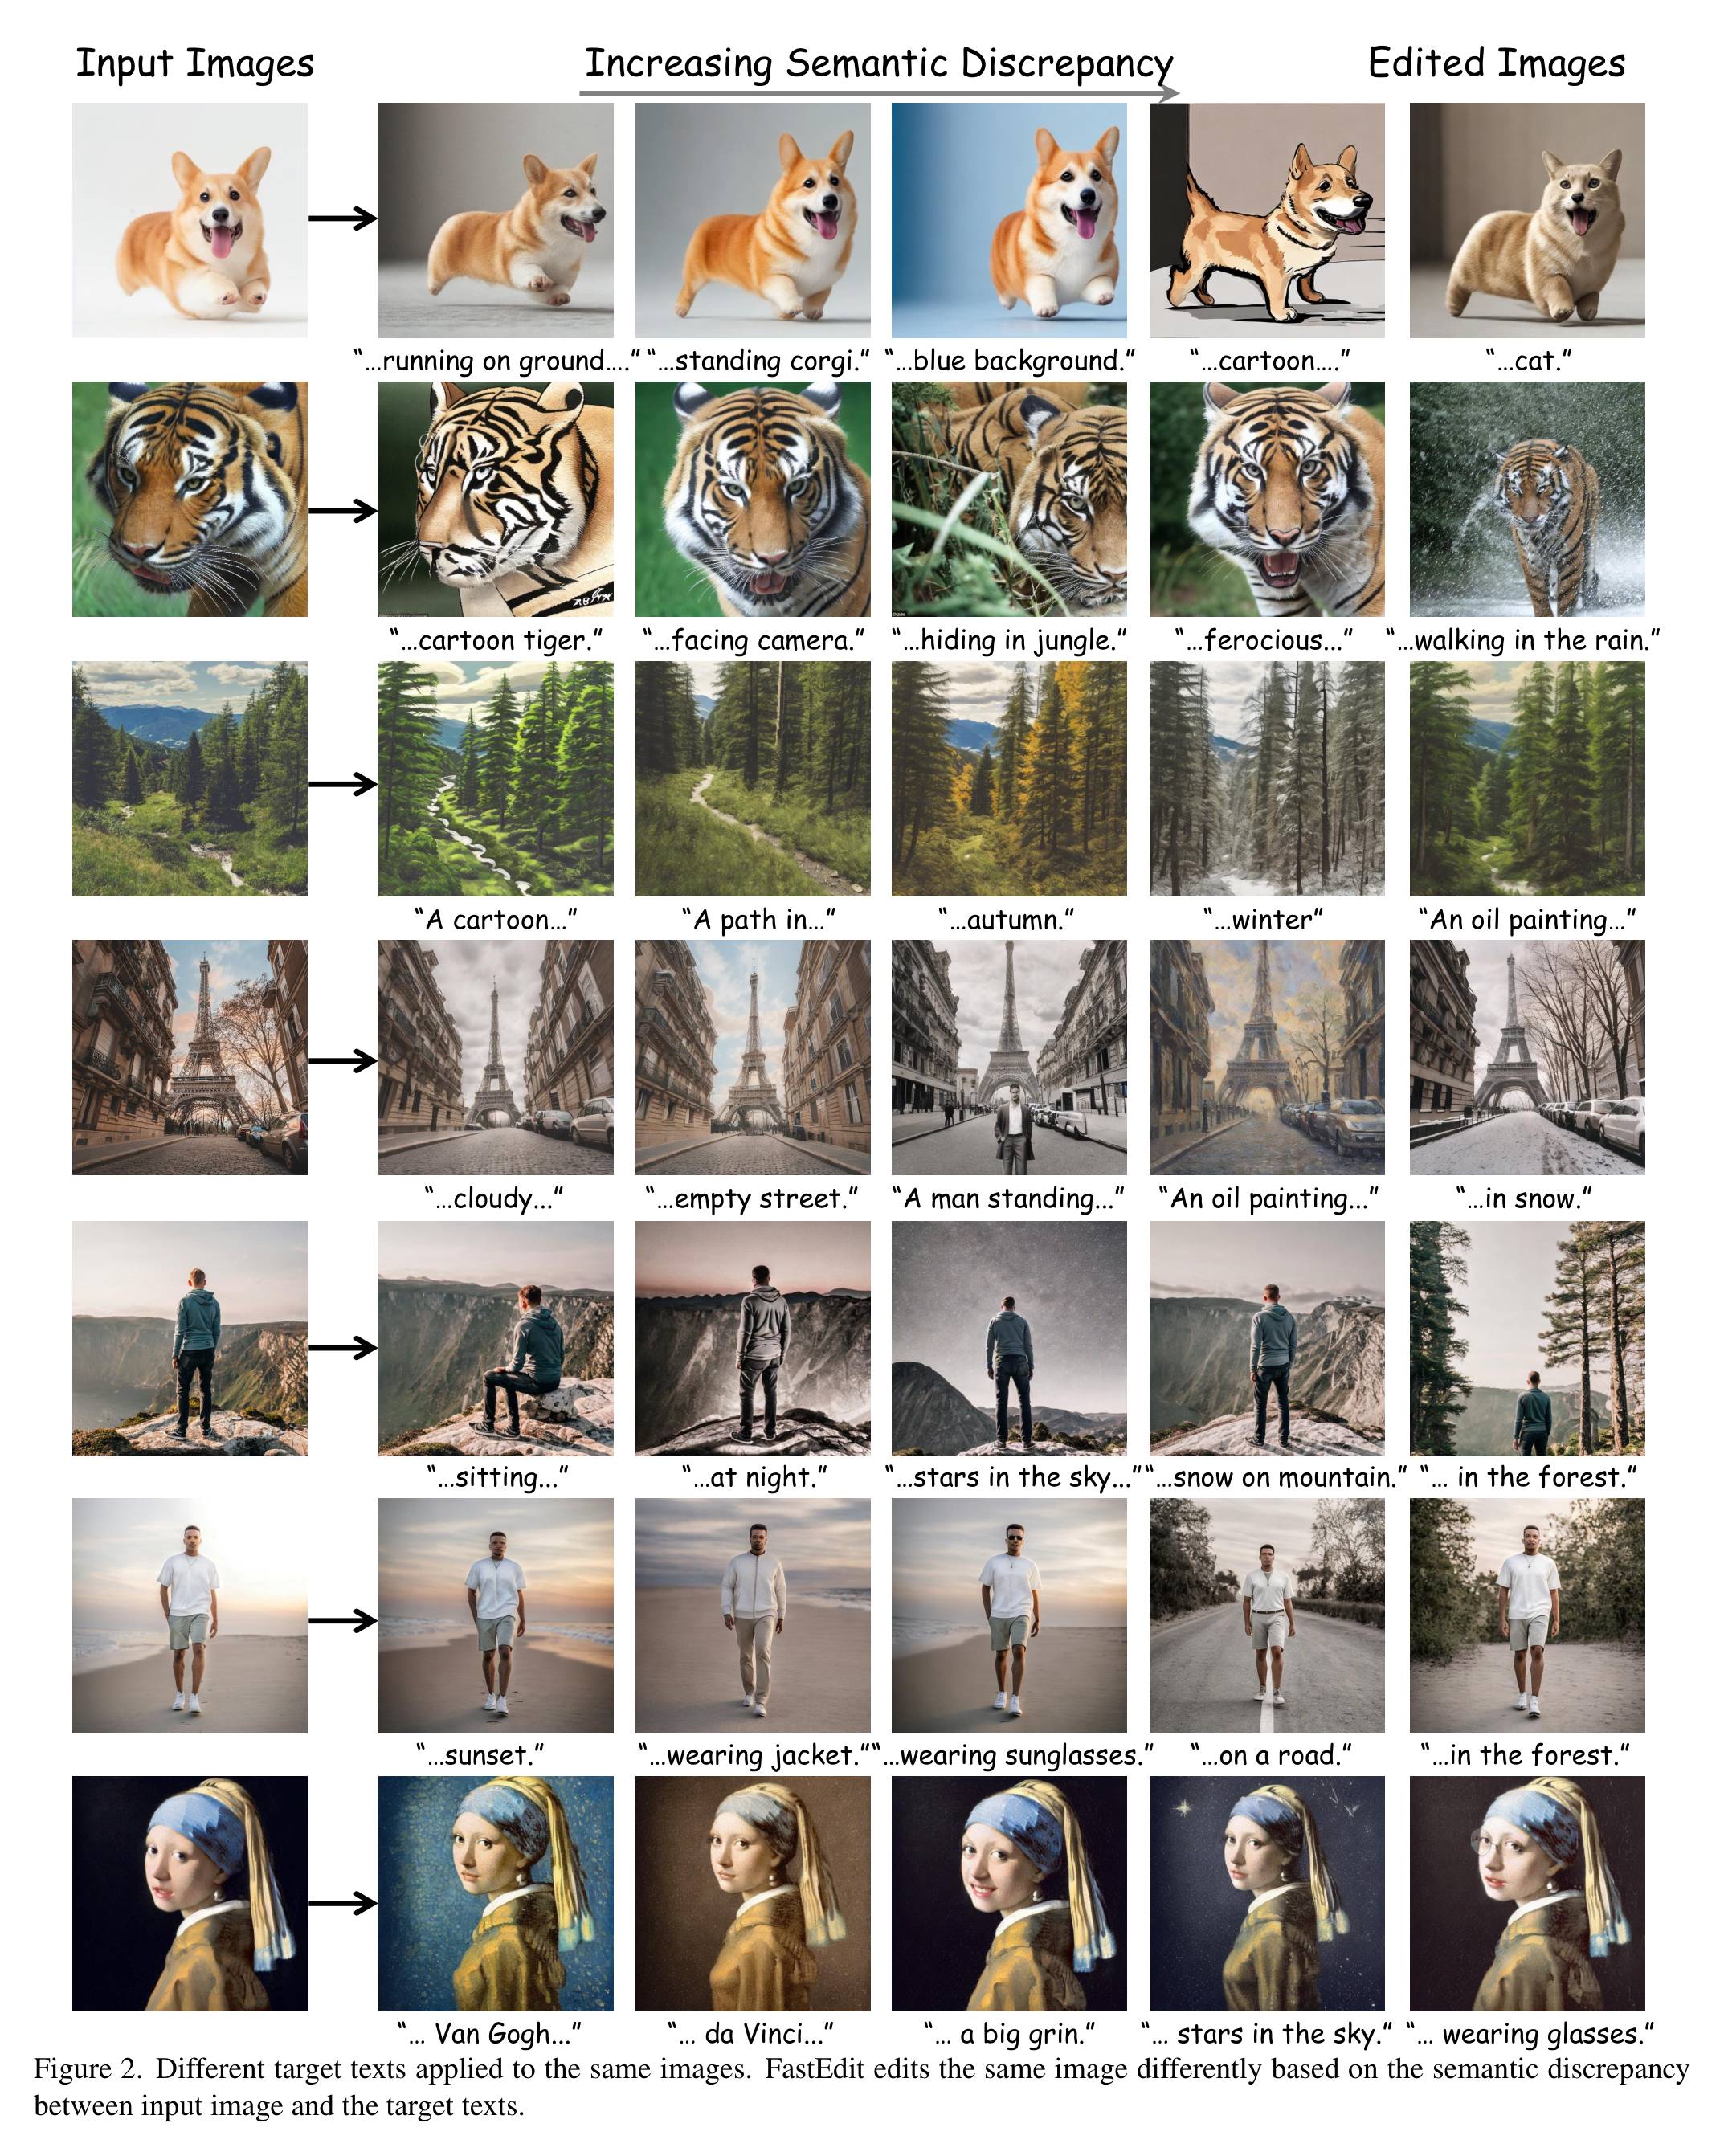 Input Images
Increasing Semantic Discrepancy
Edited Images
“...running on ground....” “...standing corgi.” “...blue background.” “...cartoon....” “...cat.”
“...cartoon tiger.” “...facing camera.” “...hiding in jungle.” “...ferocious...” “...walking in the rain.”
“A cartoon...” “A path in...” “...autumn.” “...winter” “An oil painting...”
“...cloudy...” “...empty street.” “A man standing...” “An oil painting...” “...in snow.”
“...sitting...” “...at night.” “...stars in the sky...” “...snow on mountain.” “... in the forest.”
“...sunset.” “...wearing jacket.” “...wearing sunglasses.” “...on a road.” “...in the forest.”
“... Van Gogh...” “... da Vinci...” “... a big grin.” “... stars in the sky.” “... wearing glasses.”
Figure 2. Different target texts applied to the same images. FastEdit edits the same image differently based on the semantic discrepancy
between input image and the target texts.